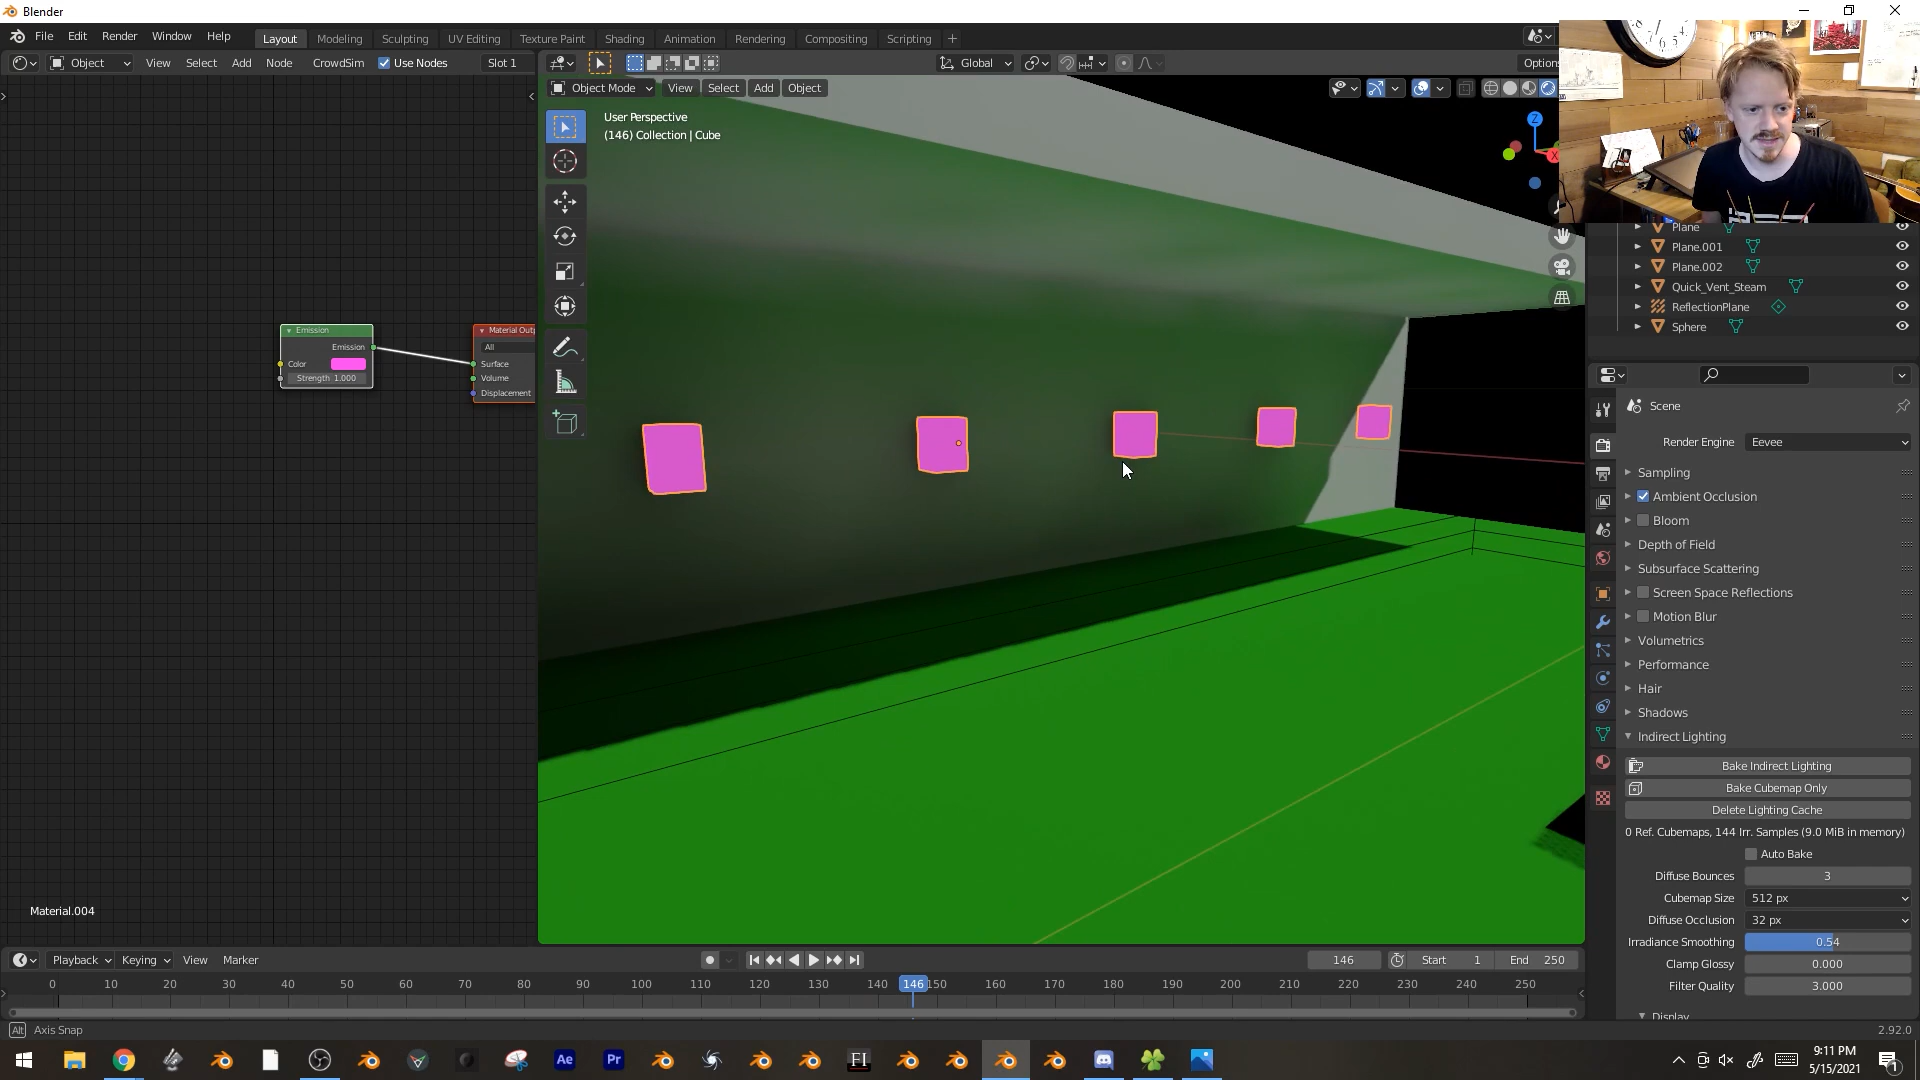 Blender
File Edit Render Window Help
Layout Modeling Sculpting UV Editing Texture Paint Shading Animation Rendering Compositing Scripting +
Object View Select Add Node CrowdSim Use Nodes Slot 1
Global Options
Object Mode View Select Add Object
User Perspective
(146) Collection | Cube
Z
X
Plane
Plane.001
Plane.002
Quick_Vent_Steam
ReflectionPlane
Sphere
Emission
Emission
Color
Strength 1.000
Material Outp
All
Surface
Volume
Displacement
Material.004
Scene
Render Engine Eevee
Sampling
Ambient Occlusion
Bloom
Depth of Field
Subsurface Scattering
Screen Space Reflections
Motion Blur
Volumetrics
Performance
Hair
Shadows
Indirect Lighting
Bake Indirect Lighting
Bake Cubemap Only
Delete Lighting Cache
0 Ref. Cubemaps, 144 Irr. Samples (9.0 MiB in memory)
Auto Bake
Diffuse Bounces 3
Cubemap Size 512 px
Diffuse Occlusion 32 px
Irradiance Smoothing 0.54
Clamp Glossy 0.000
Filter Quality 3.000
Display
Playback Keying View Marker
146 Start 1 End 250
0 10 20 30 40 50 60 70 80 90 100 110 120 130 140 146 150 160 170 180 190 200 210 220 230 240 250
Alt Axis Snap
2.92.0
Ae Pr FI
9:11 PM
5/15/2021
1